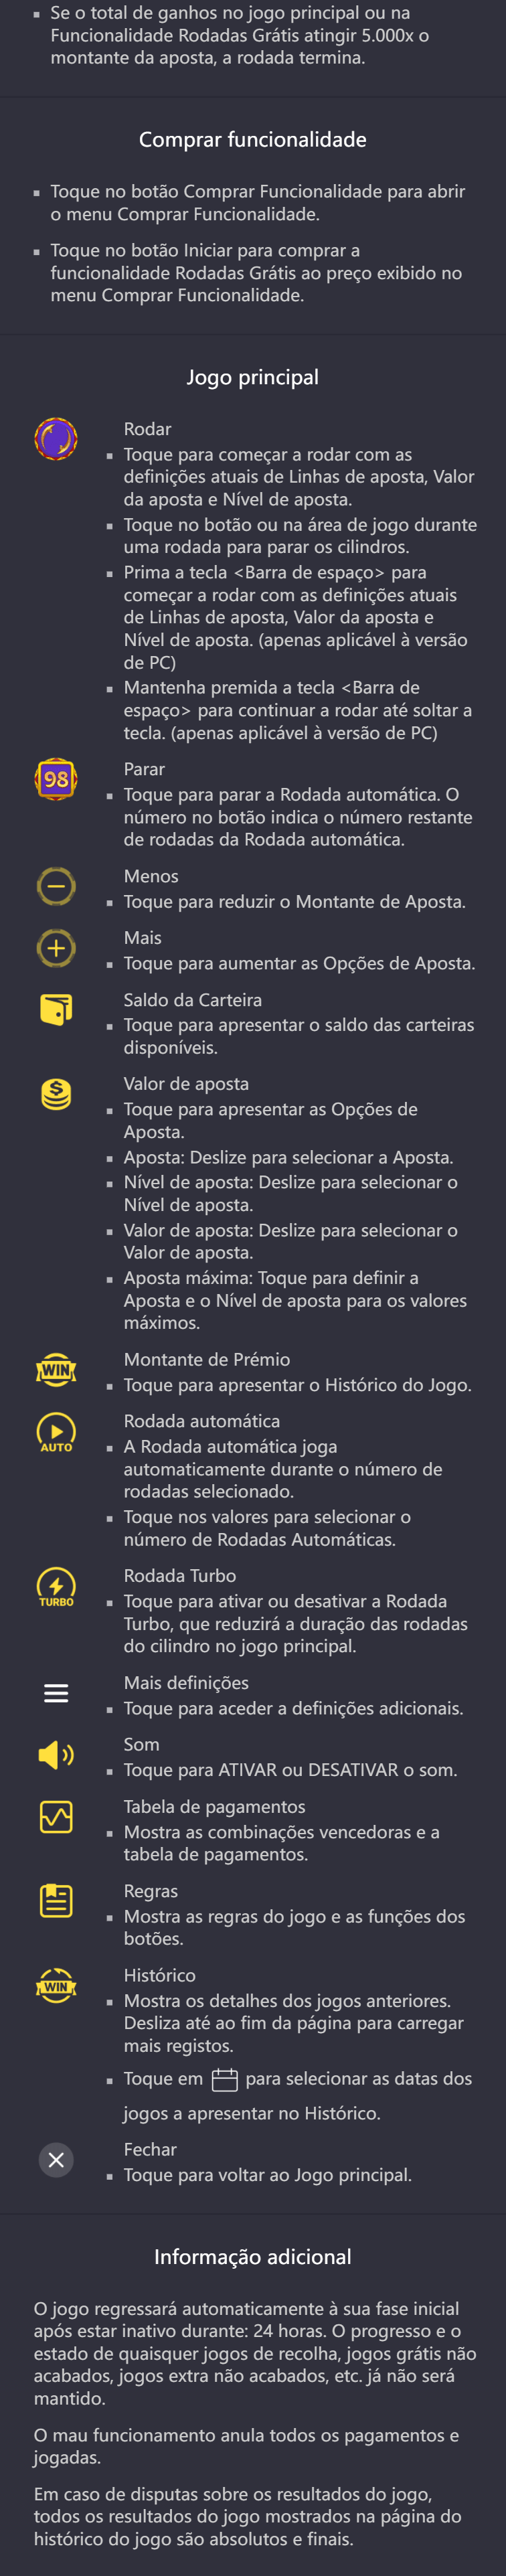 Se o total de ganhos no jogo principal ou na
Funcionalidade Rodadas Grátis atingir 5.000x o
montante da aposta, a rodada termina.
Comprar funcionalidade
Toque no botão Comprar Funcionalidade para abrir
o menu Comprar Funcionalidade.
Toque no botão Iniciar para comprar a
funcionalidade Rodadas Grátis ao preço exibido no
menu Comprar Funcionalidade.
Jogo principal
Rodar
Toque para começar a rodar com as
definições atuais de Linhas de aposta, Valor
da aposta e Nível de aposta.
Toque no botão ou na área de jogo durante
uma rodada para parar os cilindros.
Prima a tecla <Barra de espaço> para
começar a rodar com as definições atuais
de Linhas de aposta, Valor da aposta e
Nível de aposta. (apenas aplicável à versão
de PC)
Mantenha premida a tecla <Barra de
espaço> para continuar a rodar até soltar a
tecla. (apenas aplicável à versão de PC)
98
Parar
Toque para parar a Rodada automática. O
número no botão indica o número restante
de rodadas da Rodada automática.
Menos
Toque para reduzir o Montante de Aposta.
Mais
Toque para aumentar as Opções de Aposta.
Saldo da Carteira
Toque para apresentar o saldo das carteiras
disponíveis.
Valor de aposta
Toque para apresentar as Opções de
Aposta.
Aposta: Deslize para selecionar a Aposta.
Nível de aposta: Deslize para selecionar o
Nível de aposta.
Valor de aposta: Deslize para selecionar o
Valor de aposta.
Aposta máxima: Toque para definir a
Aposta e o Nível de aposta para os valores
máximos.
WIN
Montante de Prémio
Toque para apresentar o Histórico do Jogo.
AUTO
Rodada automática
A Rodada automática joga
automaticamente durante o número de
rodadas selecionado.
Toque nos valores para selecionar o
número de Rodadas Automáticas.
TURBO
Rodada Turbo
Toque para ativar ou desativar a Rodada
Turbo, que reduzirá a duração das rodadas
do cilindro no jogo principal.
Mais definições
Toque para aceder a definições adicionais.
Som
Toque para ATIVAR ou DESATIVAR o som.
Tabela de pagamentos
Mostra as combinações vencedoras e a
tabela de pagamentos.
Regras
Mostra as regras do jogo e as funções dos
botões.
WIN
Histórico
Mostra os detalhes dos jogos anteriores.
Desliza até ao fim da página para carregar
mais registos.
Toque em para selecionar as datas dos
jogos a apresentar no Histórico.
Fechar
Toque para voltar ao Jogo principal.
Informação adicional
O jogo regressará automaticamente à sua fase inicial
após estar inativo durante: 24 horas. O progresso e o
estado de quaisquer jogos de recolha, jogos grátis não
acabados, jogos extra não acabados, etc. já não será
mantido.
O mau funcionamento anula todos os pagamentos e
jogadas.
Em caso de disputas sobre os resultados do jogo,
todos os resultados do jogo mostrados na página do
histórico do jogo são absolutos e finais.